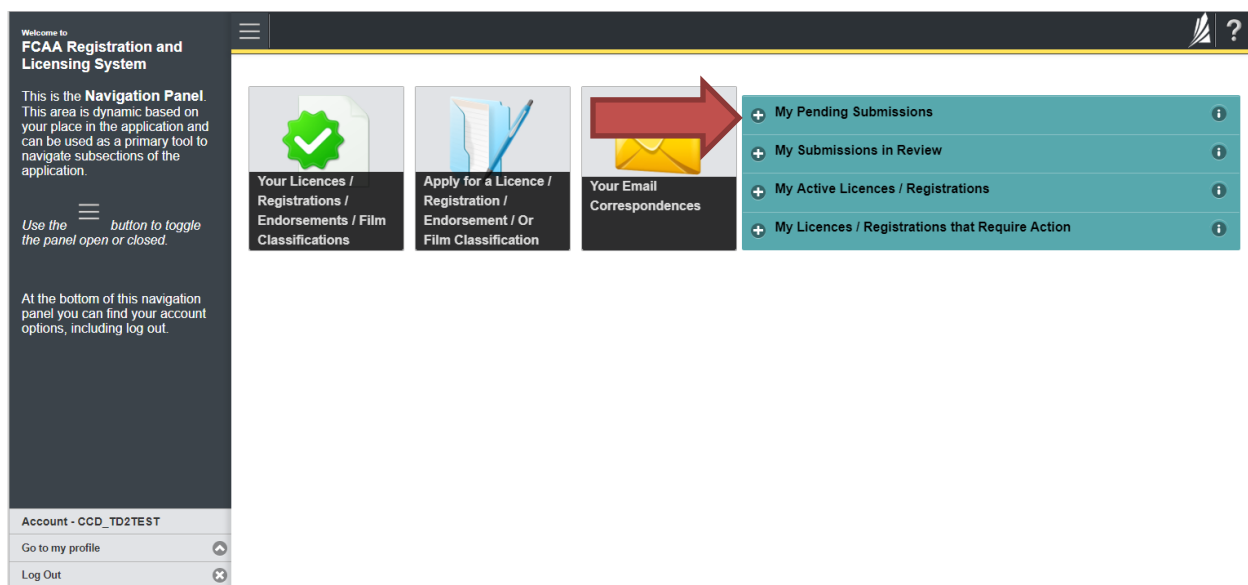 Welcome to
FCAA Registration and
Licensing System
This is the Navigation Panel.
This area is dynamic based on
your place in the application and
can be used as a primary tool to
navigate subsections of the
application.
Use the button to toggle
the panel open or closed.
At the bottom of this navigation
panel you can find your account
options, including log out.
Account - CCD_TD2TEST
Go to my profile
Log Out
?
Your Licences /
Registrations /
Endorsements / Film
Classifications
Apply for a Licence /
Registration /
Endorsement / Or
Film Classification
Your Email
Correspondences
My Pending Submissions
My Submissions in Review
My Active Licences / Registrations
My Licences / Registrations that Require Action